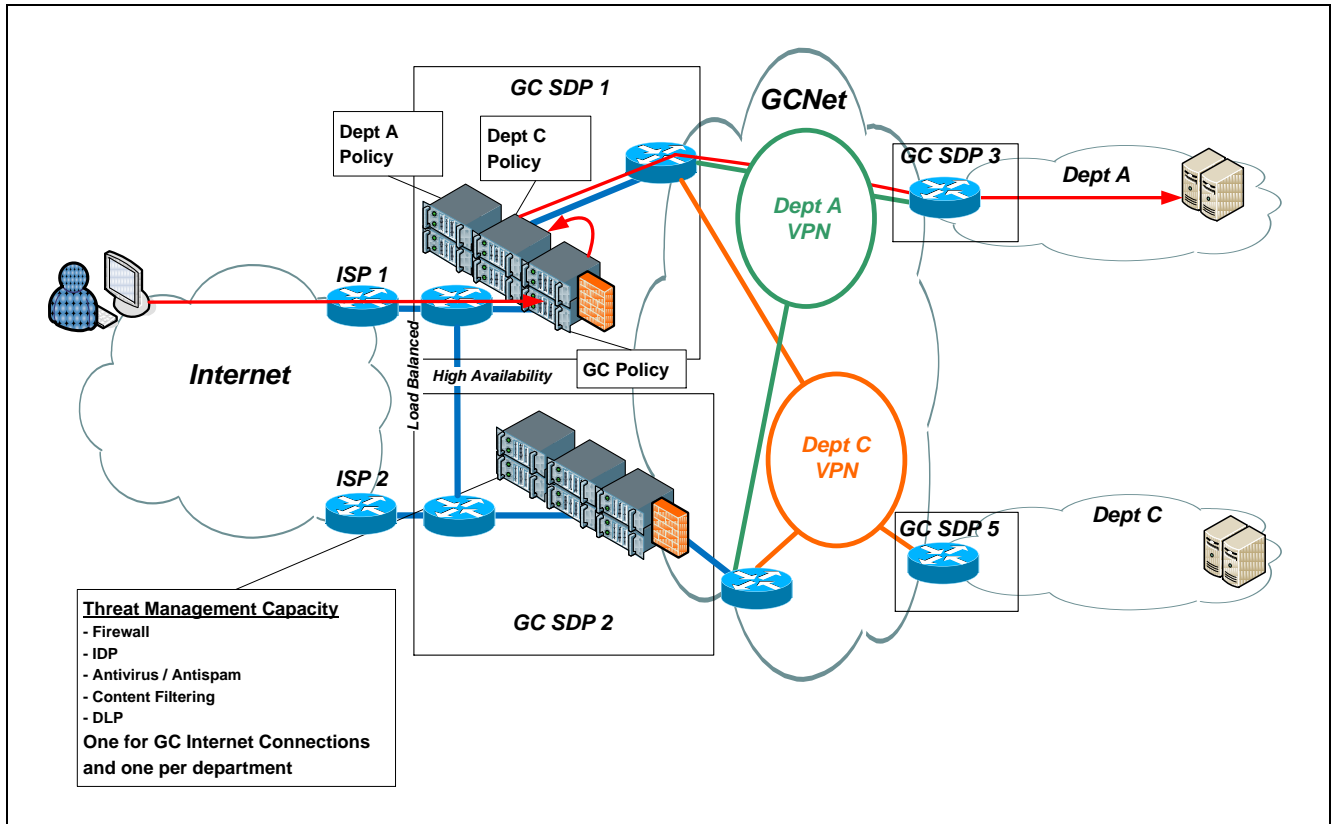 GC SDP 1
GCNet
Dept A
Policy
Dept C
Policy
GC SDP 3
Dept A
Dept A
VPN
ISP 1
Internet
Load Balanced
High Availability
GC Policy
Dept C
VPN
ISP 2
GC SDP 5
Dept C
GC SDP 2
Threat Management Capacity
- Firewall
- IDP
- Antivirus / Antispam
- Content Filtering
- DLP
One for GC Internet Connections
and one per department